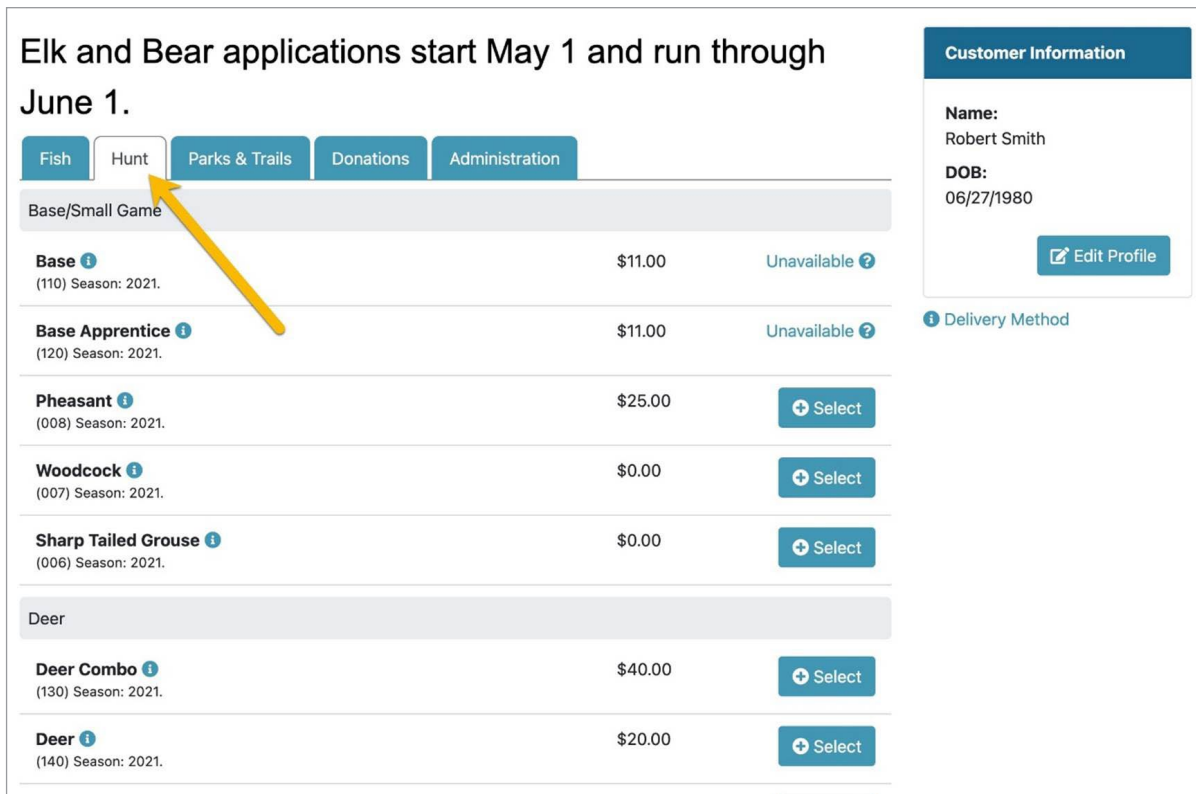 Elk and Bear applications start May 1 and run through
June 1.
Fish
Hunt
Parks & Trails
Donations
Administration
Base/Small Game
Base
$11.00
Unavailable
(110) Season: 2021.
Base Apprentice
$11.00
Unavailable
(120) Season: 2021.
Pheasant
$25.00
Select
(008) Season: 2021.
Woodcock
$0.00
Select
(007) Season: 2021.
Sharp Tailed Grouse
$0.00
Select
(006) Season: 2021.
Deer
Deer Combo
$40.00
Select
(130) Season: 2021.
Deer
$20.00
Select
(140) Season: 2021.
Customer Information
Name:
Robert Smith
DOB:
06/27/1980
Edit Profile
Delivery Method